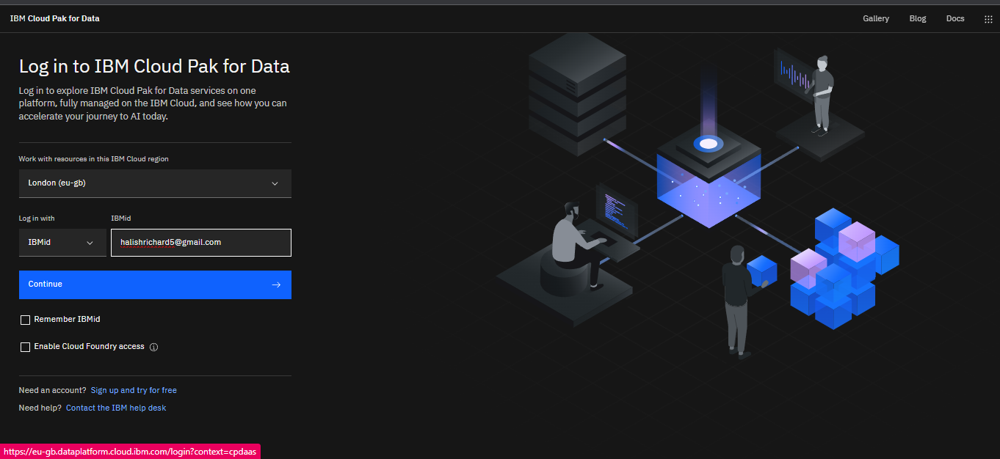 IBM Cloud Pak for Data
Gallery Blog Docs
Log in to IBM Cloud Pak for Data
Log in to explore IBM Cloud Pak for Data services on one
platform, fully managed on the IBM Cloud, and see how you can
accelerate your journey to AI today.
Work with resources in this IBM Cloud region
London (eu-gb)
Log in with IBMid
IBMid halishrichard5@gmail.com
Continue
Remember IBMid
Enable Cloud Foundry access
Need an account? Sign up and try for free
Need help? Contact the IBM help desk
https://eu-gb.dataplatform.cloud.ibm.com/login?context=cpdaas